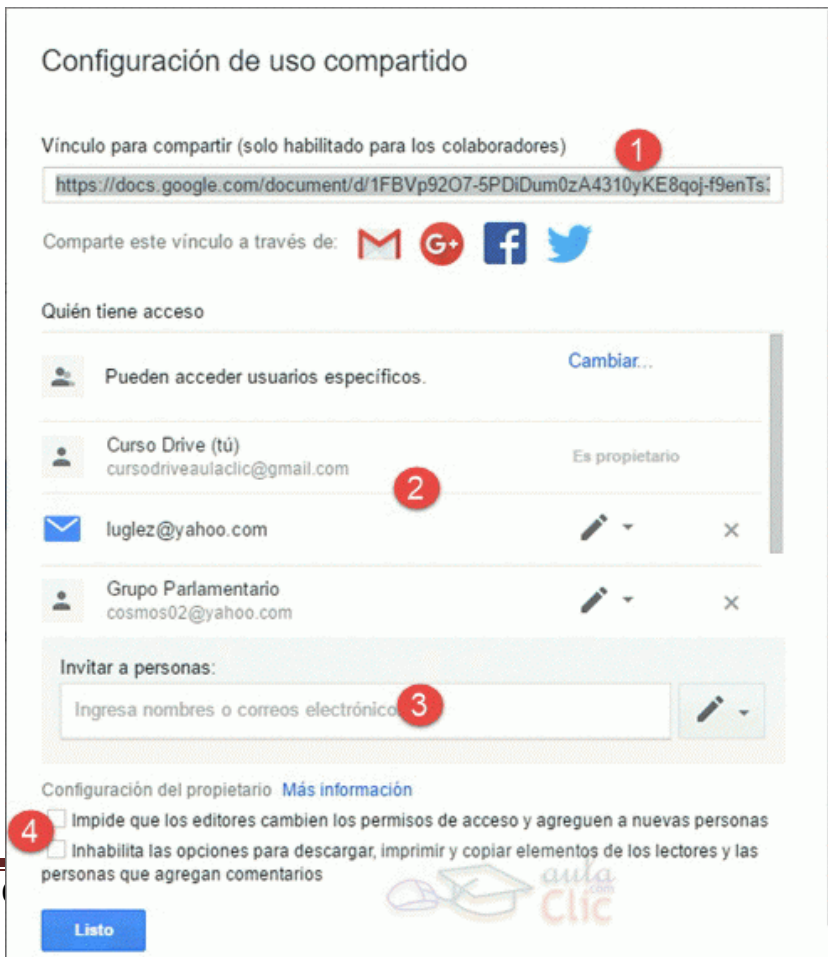 Configuración de uso compartido
Vínculo para compartir (solo habilitado para los colaboradores)
1
https://docs.google.com/document/d/1FBVp92O7-5PDiDum0zA4310yKE8qoj-f9enTs
Comparte este vínculo a través de:
G+
f
Quién tiene acceso
Pueden acceder usuarios específicos.
Cambiar...
Curso Drive (tú)
cursodriveaulaclic@gmail.com
Es propietario
2
luglez@yahoo.com
Grupo Parlamentario
cosmos02@yahoo.com
Invitar a personas:
Ingresa nombres o correos electrónico
3
Configuración del propietario Más información
4
Impide que los editores cambien los permisos de acceso y agreguen a nuevas personas
Inhabilita las opciones para descargar, imprimir y copiar elementos de los lectores y las
personas que agregan comentarios
aula
.com
Clic
Listo